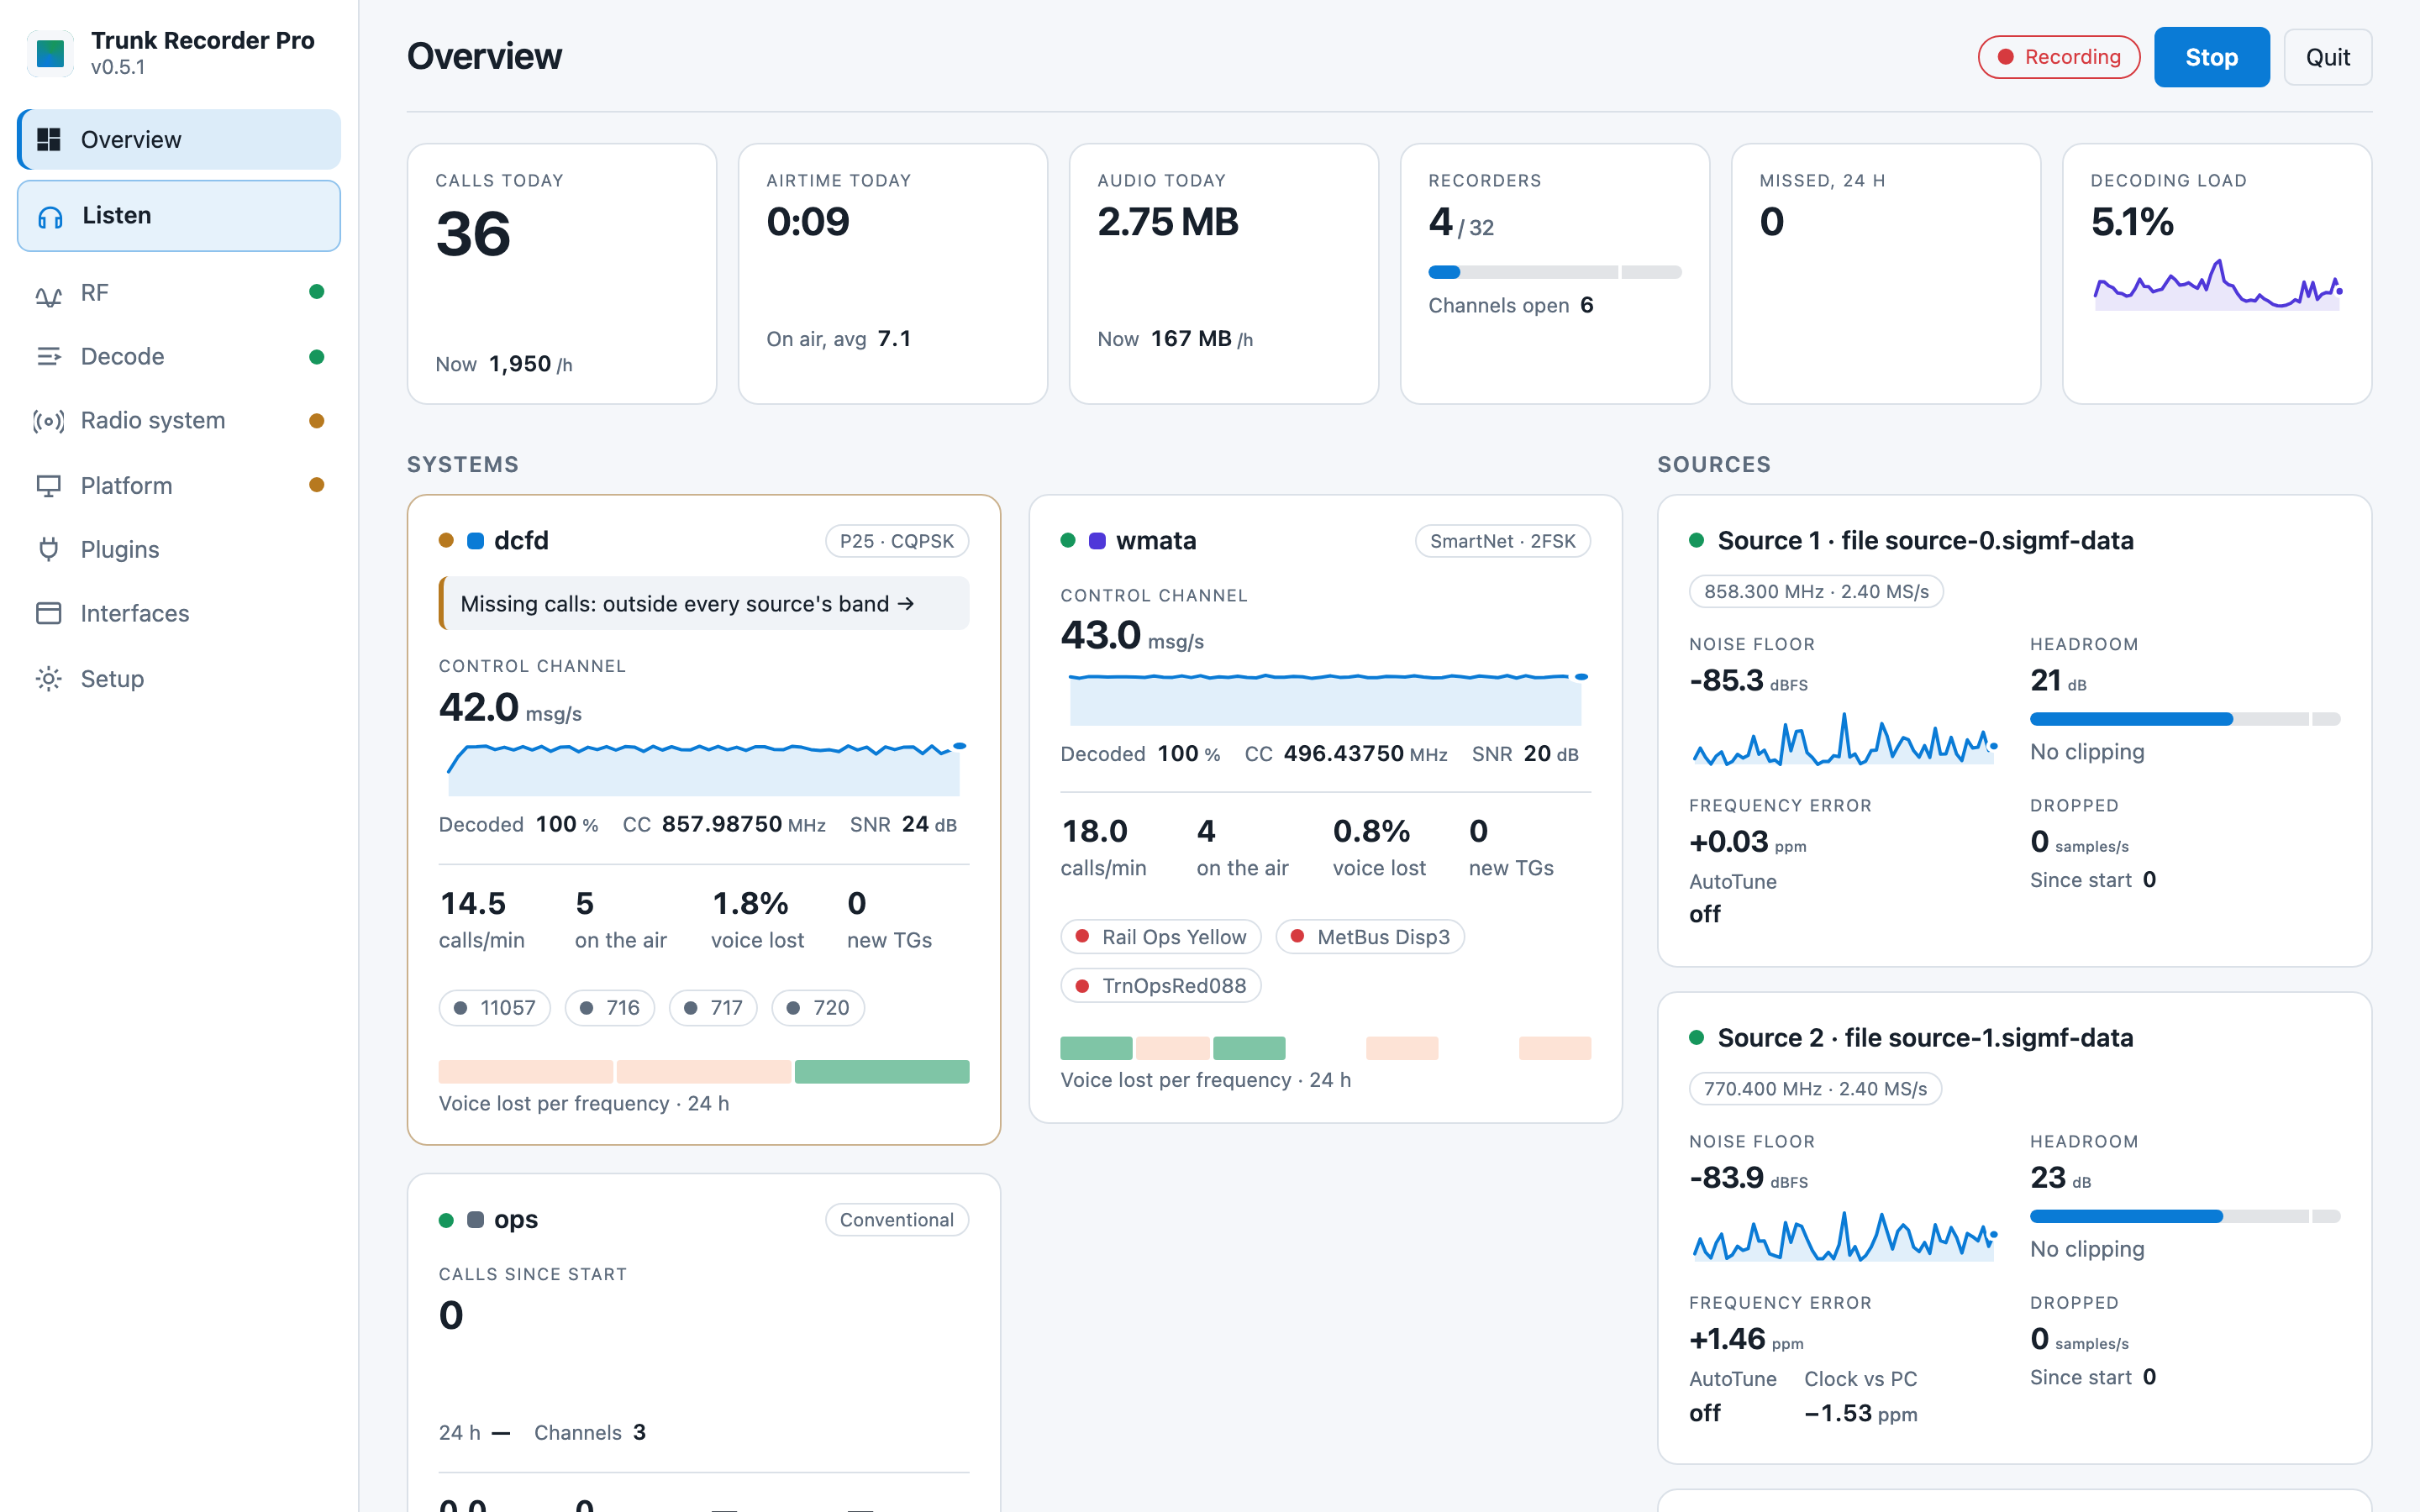 Trunk Recorder Pro
v0.5.1
Overview
Listen
RF
Decode
Radio system
Platform
Plugins
Interfaces
Setup
Overview
Recording
Stop
Quit
CALLS TODAY
36
Now 1,950 /h
AIRTIME TODAY
0:09
On air, avg 7.1
AUDIO TODAY
2.75 MB
Now 167 MB /h
RECORDERS
4 / 32
Channels open 6
MISSED, 24 H
0
DECODING LOAD
5.1%
SYSTEMS
dcfd
P25 · CQPSK
Missing calls: outside every source's band →
CONTROL CHANNEL
42.0 msg/s
Decoded 100 % CC 857.98750 MHz SNR 24 dB
14.5 5 1.8% 0
calls/min on the air voice lost new TGs
11057 716 717 720
Voice lost per frequency · 24 h
wmata
SmartNet · 2FSK
CONTROL CHANNEL
43.0 msg/s
Decoded 100 % CC 496.43750 MHz SNR 20 dB
18.0 4 0.8% 0
calls/min on the air voice lost new TGs
Rail Ops Yellow MetBus Disp3
TrnOpsRed088
Voice lost per frequency · 24 h
ops
Conventional
CALLS SINCE START
0
24 h — Channels 3
0.0 0 — —
SOURCES
Source 1 · file source-0.sigmf-data
858.300 MHz · 2.40 MS/s
NOISE FLOOR
-85.3 dBFS
HEADROOM
21 dB
No clipping
FREQUENCY ERROR
+0.03 ppm
AutoTune
off
DROPPED
0 samples/s
Since start 0
Source 2 · file source-1.sigmf-data
770.400 MHz · 2.40 MS/s
NOISE FLOOR
-83.9 dBFS
HEADROOM
23 dB
No clipping
FREQUENCY ERROR
+1.46 ppm
AutoTune Clock vs PC
off −1.53 ppm
DROPPED
0 samples/s
Since start 0